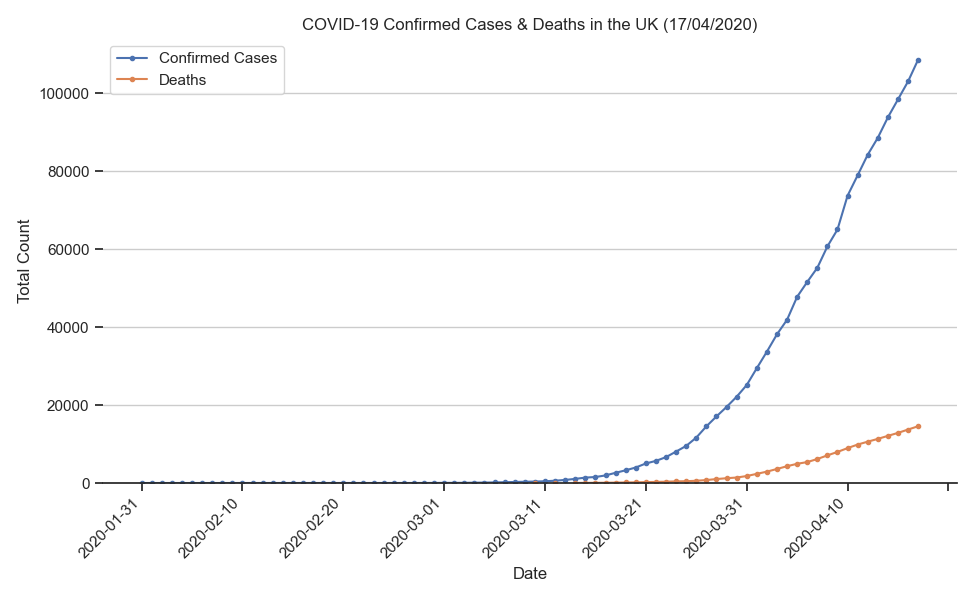 COVID-19 Confirmed Cases & Deaths in the UK (17/04/2020)
Confirmed Cases
Deaths
Total Count
100000
80000
60000
40000
20000
0
2020-01-31
2020-02-10
2020-02-20
2020-03-01
2020-03-11
2020-03-21
2020-03-31
2020-04-10
Date